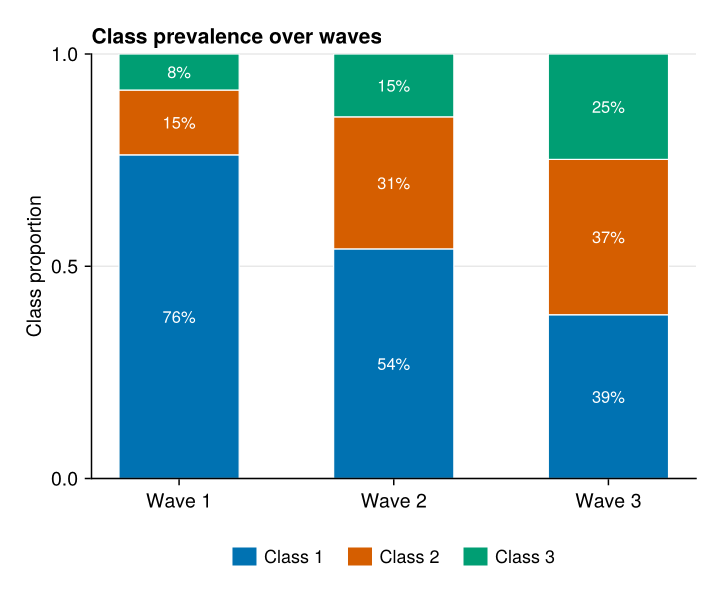 Class prevalence over waves
1.0
8%
15%
25%
15%
31%
37%
0.5
76%
54%
39%
0.0
Class proportion
Wave 1
Wave 2
Wave 3
Class 1
Class 2
Class 3